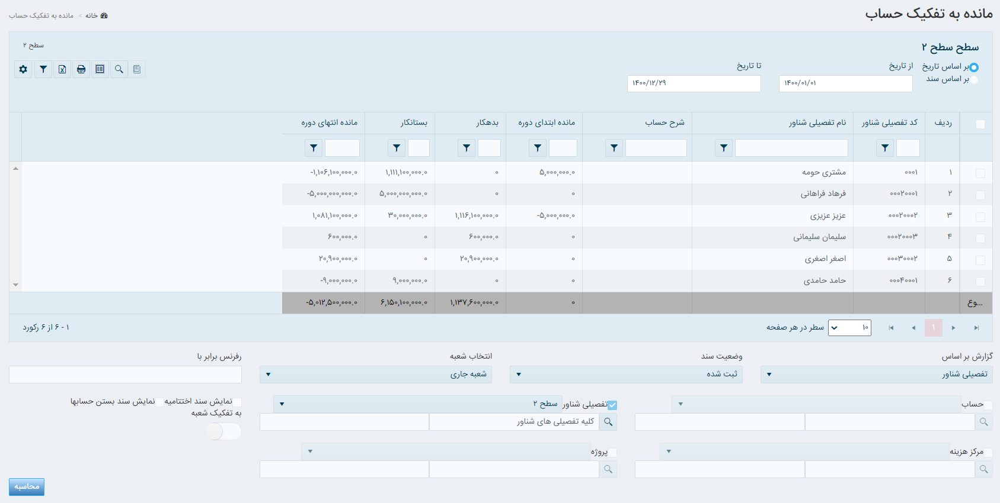 مانده به تفکیک حساب
خانه > مانده به تفکیک حساب
سطح سطح ۲
سطح ۲
بر اساس تاریخ
بر اساس سند
از تاریخ
۱۴۰۰/۰۱/۰۱
تا تاریخ
۱۴۰۰/۱۲/۲۹
ردیف کد تفصیلی شناور نام تفصیلی شناور شرح حساب مانده ابتدای دوره بدهکار بستانکار مانده انتهای دوره
۱ ۰۰۰۱ مشتری حومه ۵,۰۰۰,۰۰۰.۰ ۰ ۱,۱۱۱,۱۰۰,۰۰۰.۰ -۱,۱۰۶,۱۰۰,۰۰۰.۰
۲ ۰۰۰۲۰۰۰۱ فرهاد فراهانی ۰ ۰ ۵,۰۰۰,۰۰۰,۰۰۰.۰ -۵,۰۰۰,۰۰۰,۰۰۰.۰
۳ ۰۰۰۲۰۰۰۲ عزیز عزیزی -۵,۰۰۰,۰۰۰.۰ ۱,۱۱۶,۱۰۰,۰۰۰.۰ ۳۰,۰۰۰,۰۰۰.۰ ۱,۰۸۱,۱۰۰,۰۰۰.۰
۴ ۰۰۰۲۰۰۰۳ سلیمان سلیمانی ۰ ۶۰۰,۰۰۰.۰ ۰ ۶۰۰,۰۰۰.۰
۵ ۰۰۰۳۰۰۰۲ اصغر اصغری ۰ ۲۰,۹۰۰,۰۰۰.۰ ۰ ۲۰,۹۰۰,۰۰۰.۰
۶ ۰۰۰۴۰۰۰۱ حامد حامدی ۰ ۰ ۹,۰۰۰,۰۰۰.۰ -۹,۰۰۰,۰۰۰.۰
...وع ۰ ۱,۱۳۷,۶۰۰,۰۰۰.۰ ۶,۱۵۰,۱۰۰,۰۰۰.۰ -۵,۰۱۲,۵۰۰,۰۰۰.۰
۱ ۱۰ سطر در هر صفحه ۱ - ۶ از ۶ رکورد
گزارش بر اساس وضعیت سند انتخاب شعبه رفرنس برابر با
تفصیلی شناور ثبت شده شعبه جاری
حساب تفصیلی شناور سطح ۲ نمایش سند اختتامیه نمایش سند بستن حسابها
به تفکیک شعبه
کلیه تفصیلی های شناور
مرکز هزینه پروژه
محاسبه